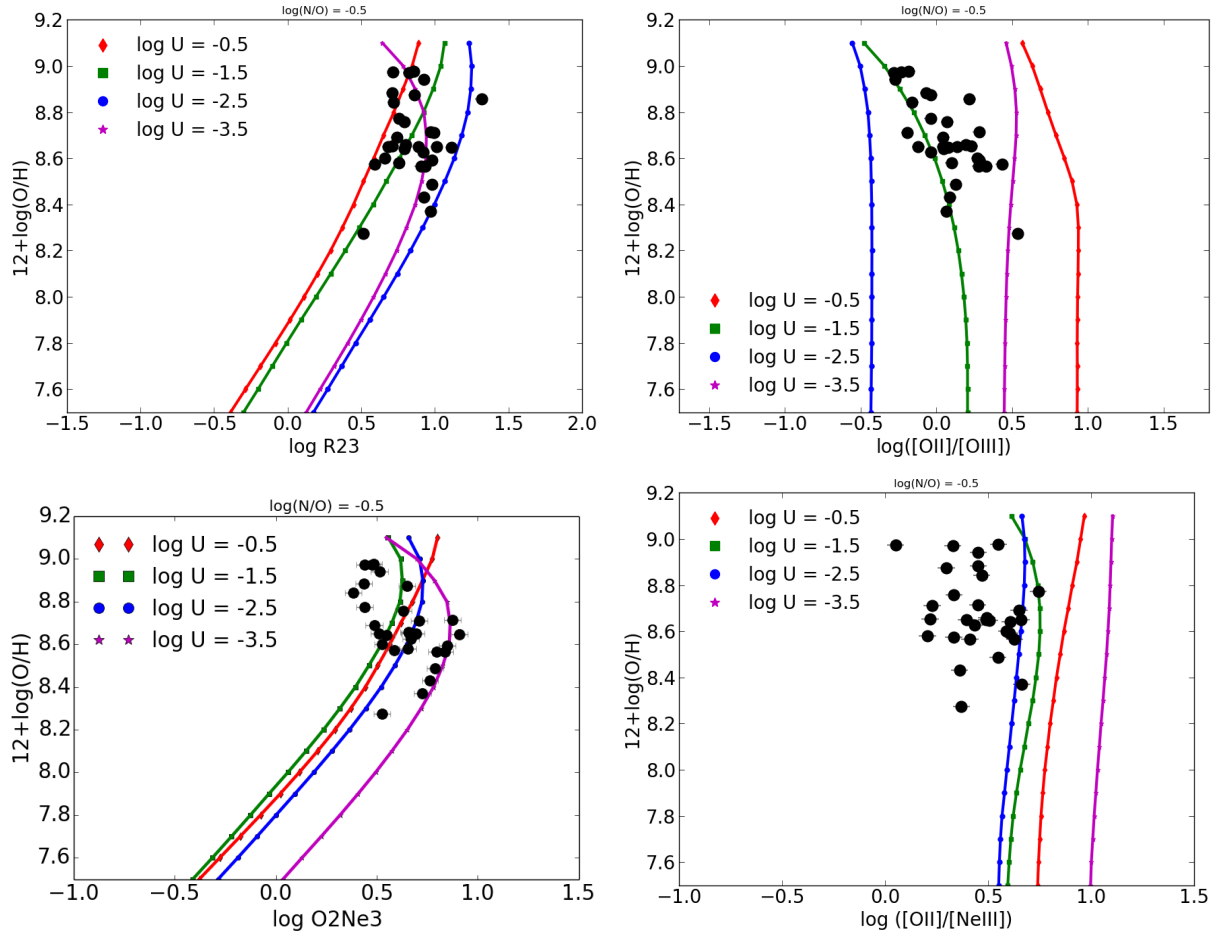 log(N/O) = -0.5
9.2
9.0
8.8
8.6
8.4
8.2
8.0
7.8
7.6
12+log(O/H)
log U = -0.5
log U = -1.5
log U = -2.5
log U = -3.5
−1.5 −1.0 −0.5 0.0 0.5 1.0 1.5 2.0
log R23
log(N/O) = -0.5
9.2
9.0
8.8
8.6
8.4
8.2
8.0
7.8
7.6
12+log(O/H)
log U = -0.5
log U = -1.5
log U = -2.5
log U = -3.5
−1.5 −1.0 −0.5 0.0 0.5 1.0 1.5
log([OII]/[OIII])
log(N/O) = -0.5
9.2
9.0
8.8
8.6
8.4
8.2
8.0
7.8
7.6
12+log(O/H)
log U = -0.5
log U = -1.5
log U = -2.5
log U = -3.5
−1.0 −0.5 0.0 0.5 1.0 1.5
log O2Ne3
log(N/O) = -0.5
9.2
9.0
8.8
8.6
8.4
8.2
8.0
7.8
7.6
12+log(O/H)
log U = -0.5
log U = -1.5
log U = -2.5
log U = -3.5
−1.0 −0.5 0.0 0.5 1.0 1.5
log ([OII]/[NeIII])